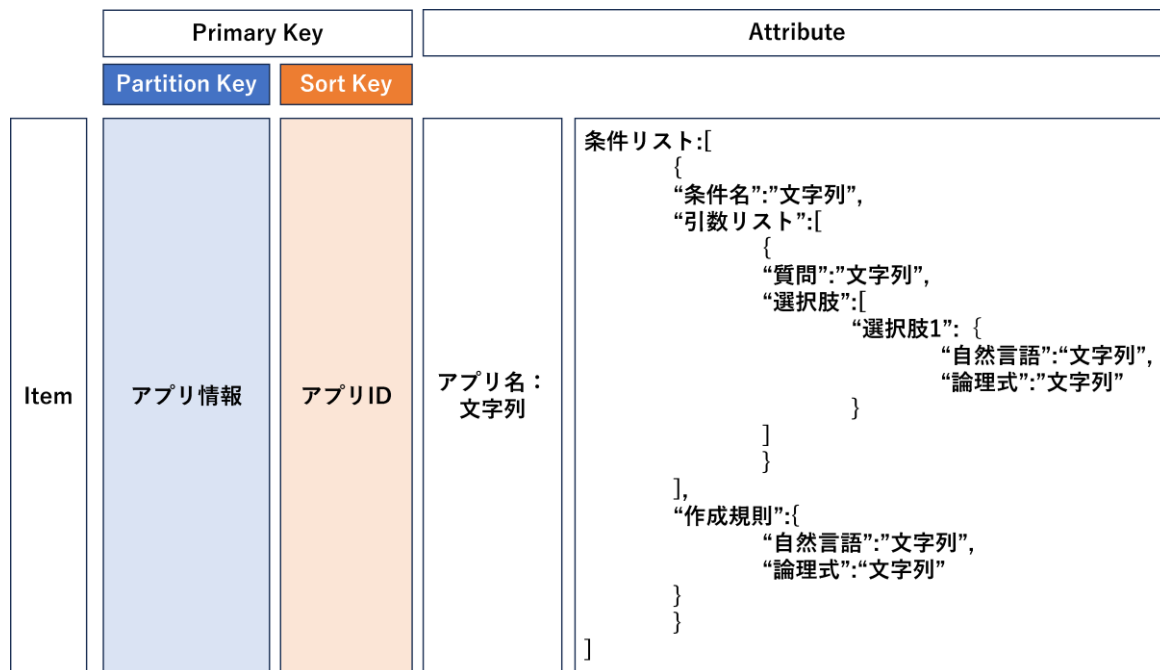 Primary Key
Attribute
Partition Key
Sort Key
Item
アプリ情報
アプリID
アプリ名：
文字列
条件リスト:[
{
“条件名”:”文字列”,
“引数リスト”:[
{
“質問”:”文字列”,
“選択肢”:[
“選択肢1”: {
“自然言語”:“文字列”,
“論理式”:“文字列”
}
]
}
],
“作成規則”:{
“自然言語”:”文字列”,
“論理式”:“文字列”
}
}
]